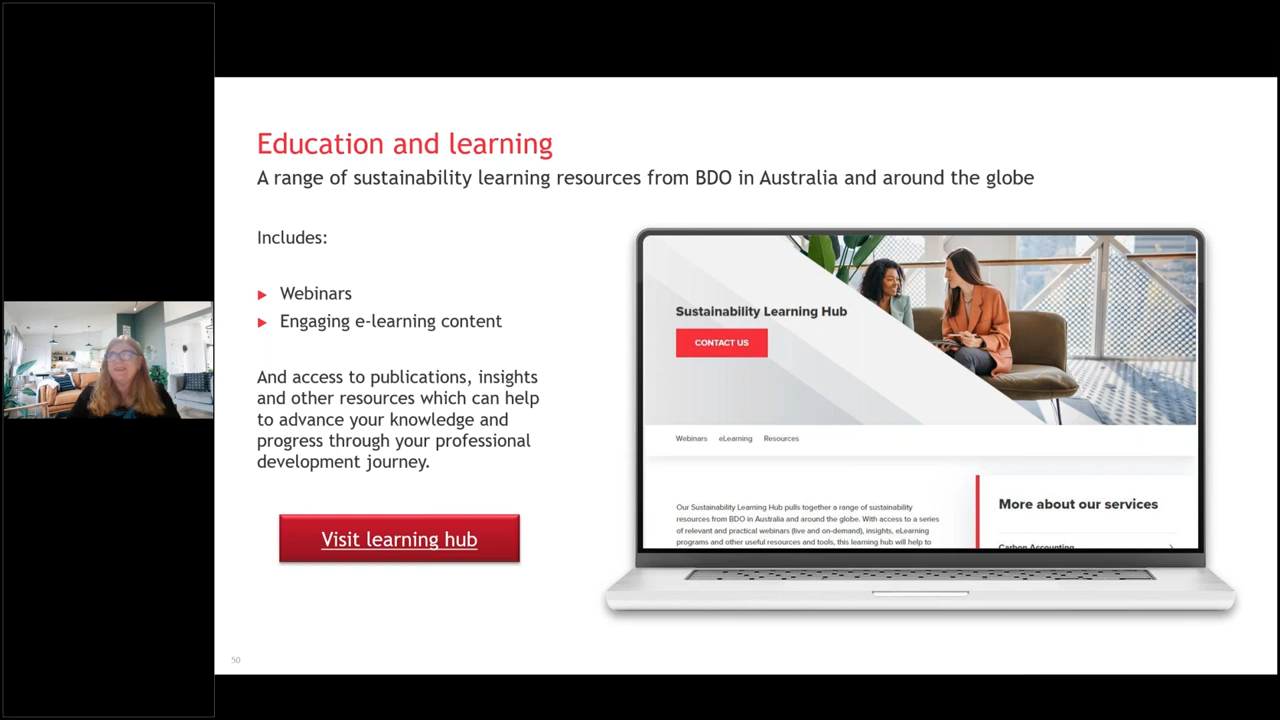 Education and learning
A range of sustainability learning resources from BDO in Australia and around the globe
Includes:
Webinars
Engaging e-learning content
And access to publications, insights
and other resources which can help
to advance your knowledge and
progress through your professional
development journey.
Visit learning hub
Sustainability Learning Hub
CONTACT US
Webinars eLearning Resources
Our Sustainability Learning Hub pulls together a range of sustainability
resources from BDO in Australia and around the globe. With access to a series
of relevant and practical webinars (live and on-demand), insights, eLearning
programs and other useful resources and tools, this learning hub will help to
More about our services
Carbon Accounting
50